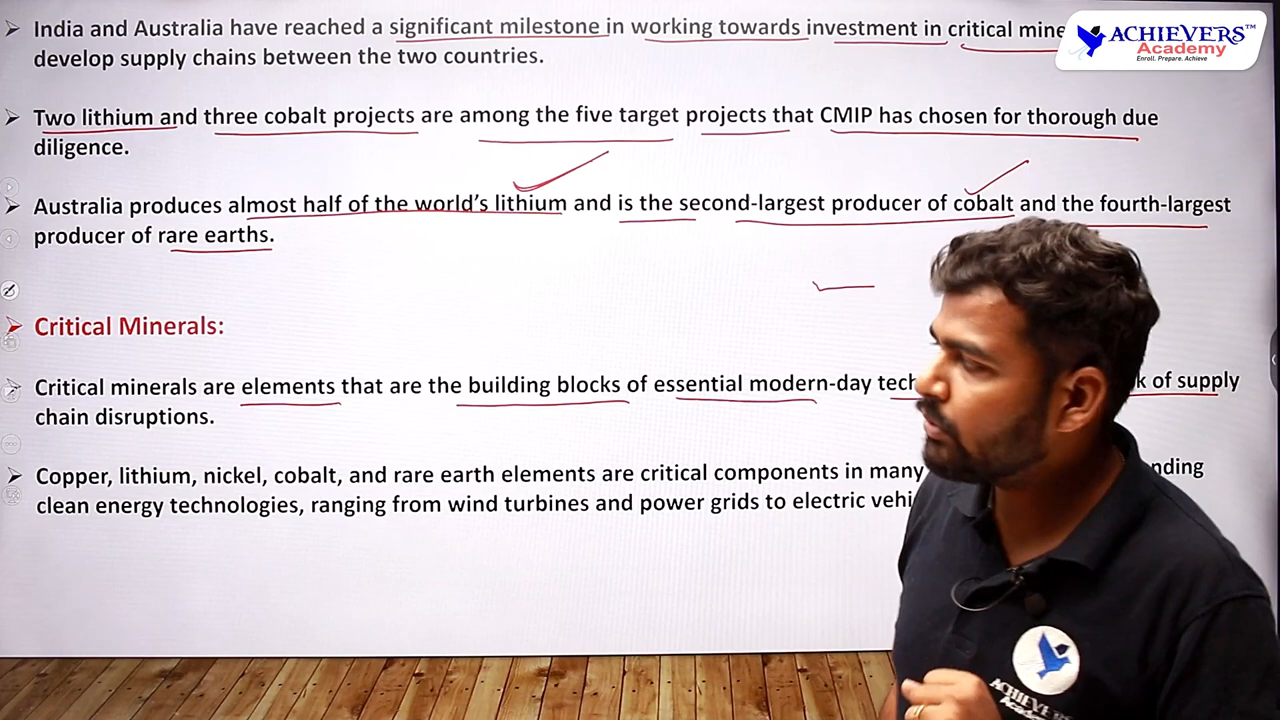 India and Australia have reached a significant milestone in working towards investment in critical
develop supply chains between the two countries.
ACHIEVERS™
Academy
Enroll. Prepare. Achieve
Two lithium and three cobalt projects are among the five target projects that CMIP has chosen for thorough due
diligence.
Australia produces almost half of the world's lithium and is the second-largest producer of cobalt and the fourth-largest
producer of rare earths.
Critical Minerals:
Critical minerals are elements that are the building blocks of essential modern-day of supply
chain disruptions.
Copper, lithium, nickel, cobalt, and rare earth elements are critical components in many
clean energy technologies, ranging from wind turbines and power grids to electric
ACHIEVERS
Academy